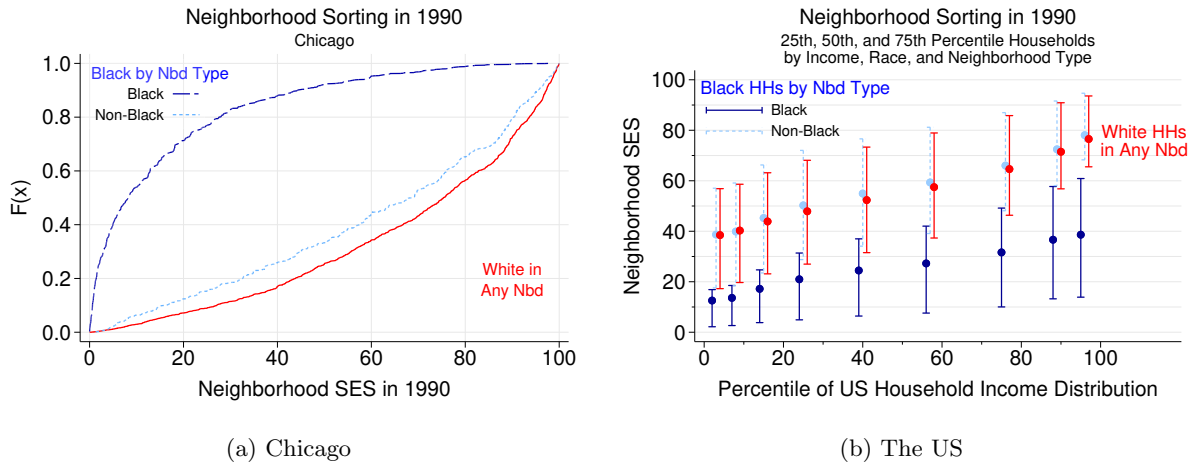 Neighborhood Sorting in 1990
Chicago
Black by Nbd Type
Black
Non-Black
White in
Any Nbd
F(x)
1.0
0.8
0.6
0.4
0.2
0.0
0 20 40 60 80 100
Neighborhood SES in 1990
(a) Chicago
Neighborhood Sorting in 1990
25th, 50th, and 75th Percentile Households
by Income, Race, and Neighborhood Type
Black HHs by Nbd Type
Black
Non-Black
White HHs
in Any Nbd
Neighborhood SES
100
80
60
40
20
0
0 20 40 60 80 100
Percentile of US Household Income Distribution
(b) The US